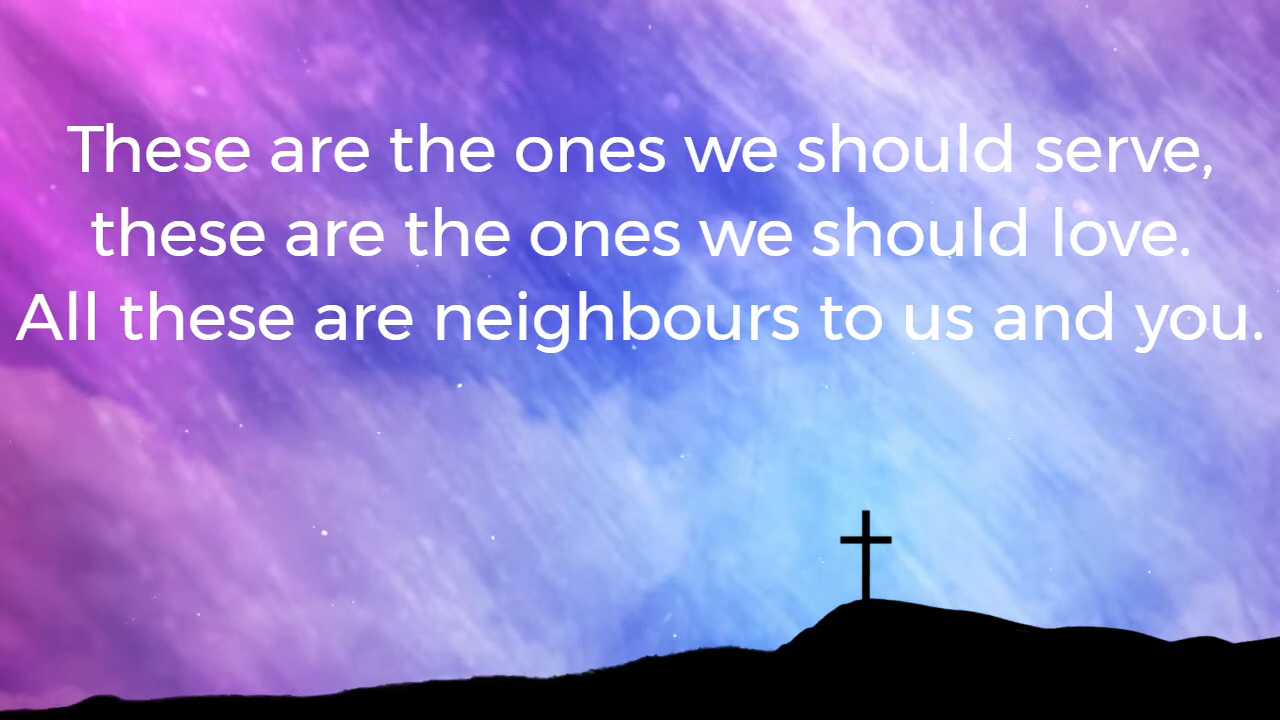 These are the ones we should serve,
these are the ones we should love.
All these are neighbours to us and you.